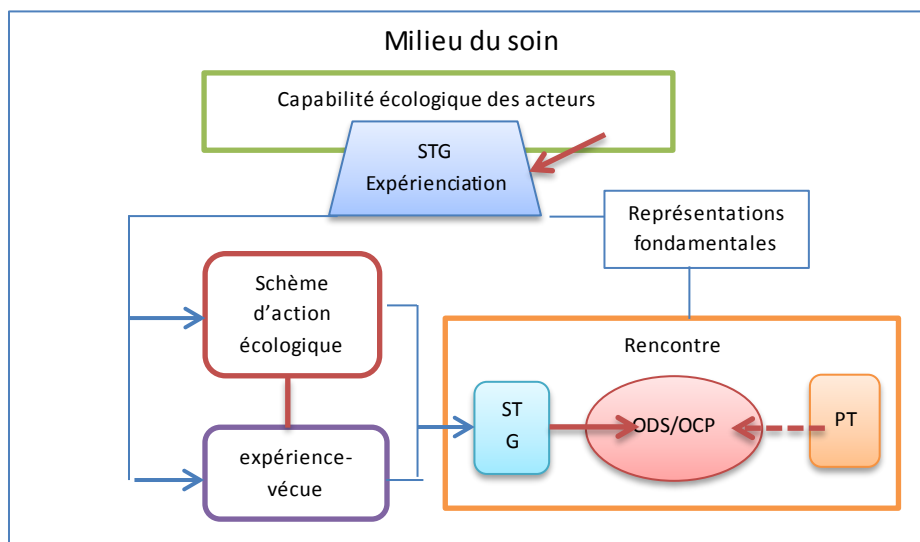 Milieu du soin
Capabilité écologique des acteurs
STG
Expérienciation
Représentations
fondamentales
Schème
d'action
écologique
Rencontre
ST
G
ODS/OCP
PT
expérience-
vécue